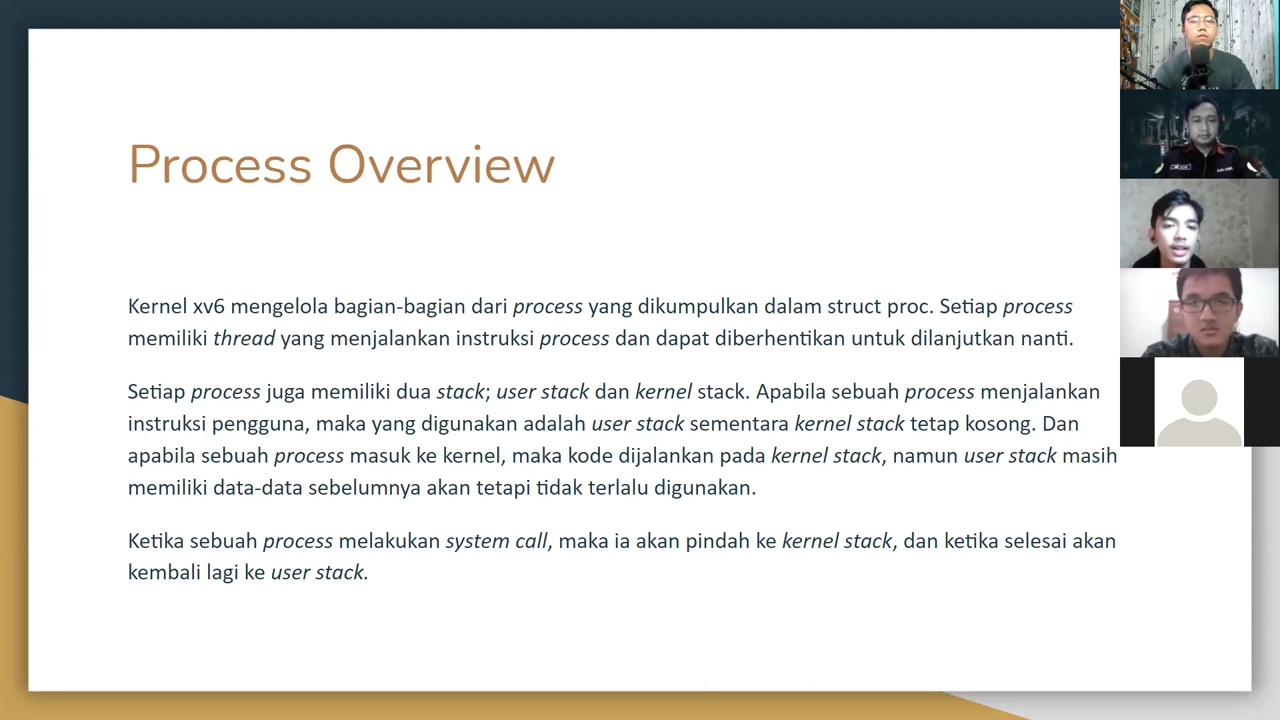 Process Overview
Kernel xv6 mengelola bagian-bagian dari process yang dikumpulkan dalam struct proc. Setiap process
memiliki thread yang menjalankan instruksi process dan dapat diberhentikan untuk dilanjutkan nanti.
Setiap process juga memiliki dua stack; user stack dan kernel stack. Apabila sebuah process menjalankan
instruksi pengguna, maka yang digunakan adalah user stack sementara kernel stack tetap kosong. Dan
apabila sebuah process masuk ke kernel, maka kode dijalankan pada kernel stack, namun user stack masih
memiliki data-data sebelumnya akan tetapi tidak terlalu digunakan.
Ketika sebuah process melakukan system call, maka ia akan pindah ke kernel stack, dan ketika selesai akan
kembali lagi ke user stack.